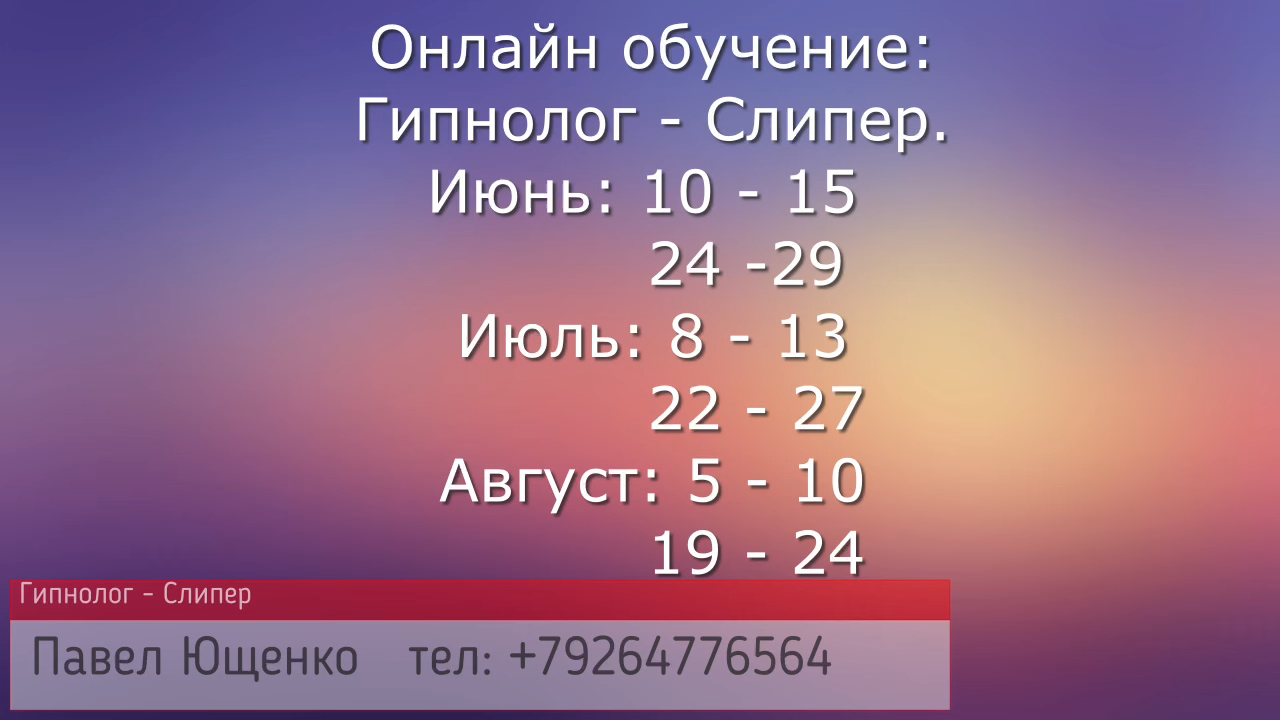 Онлайн обучение:
Гипнолог - Слипер.
Июнь: 10 - 15
24 -29
Июль: 8 - 13
22 - 27
Август: 5 - 10
19 - 24
Гипнолог - Слипер
Павел Ющенко тел: +79264776564